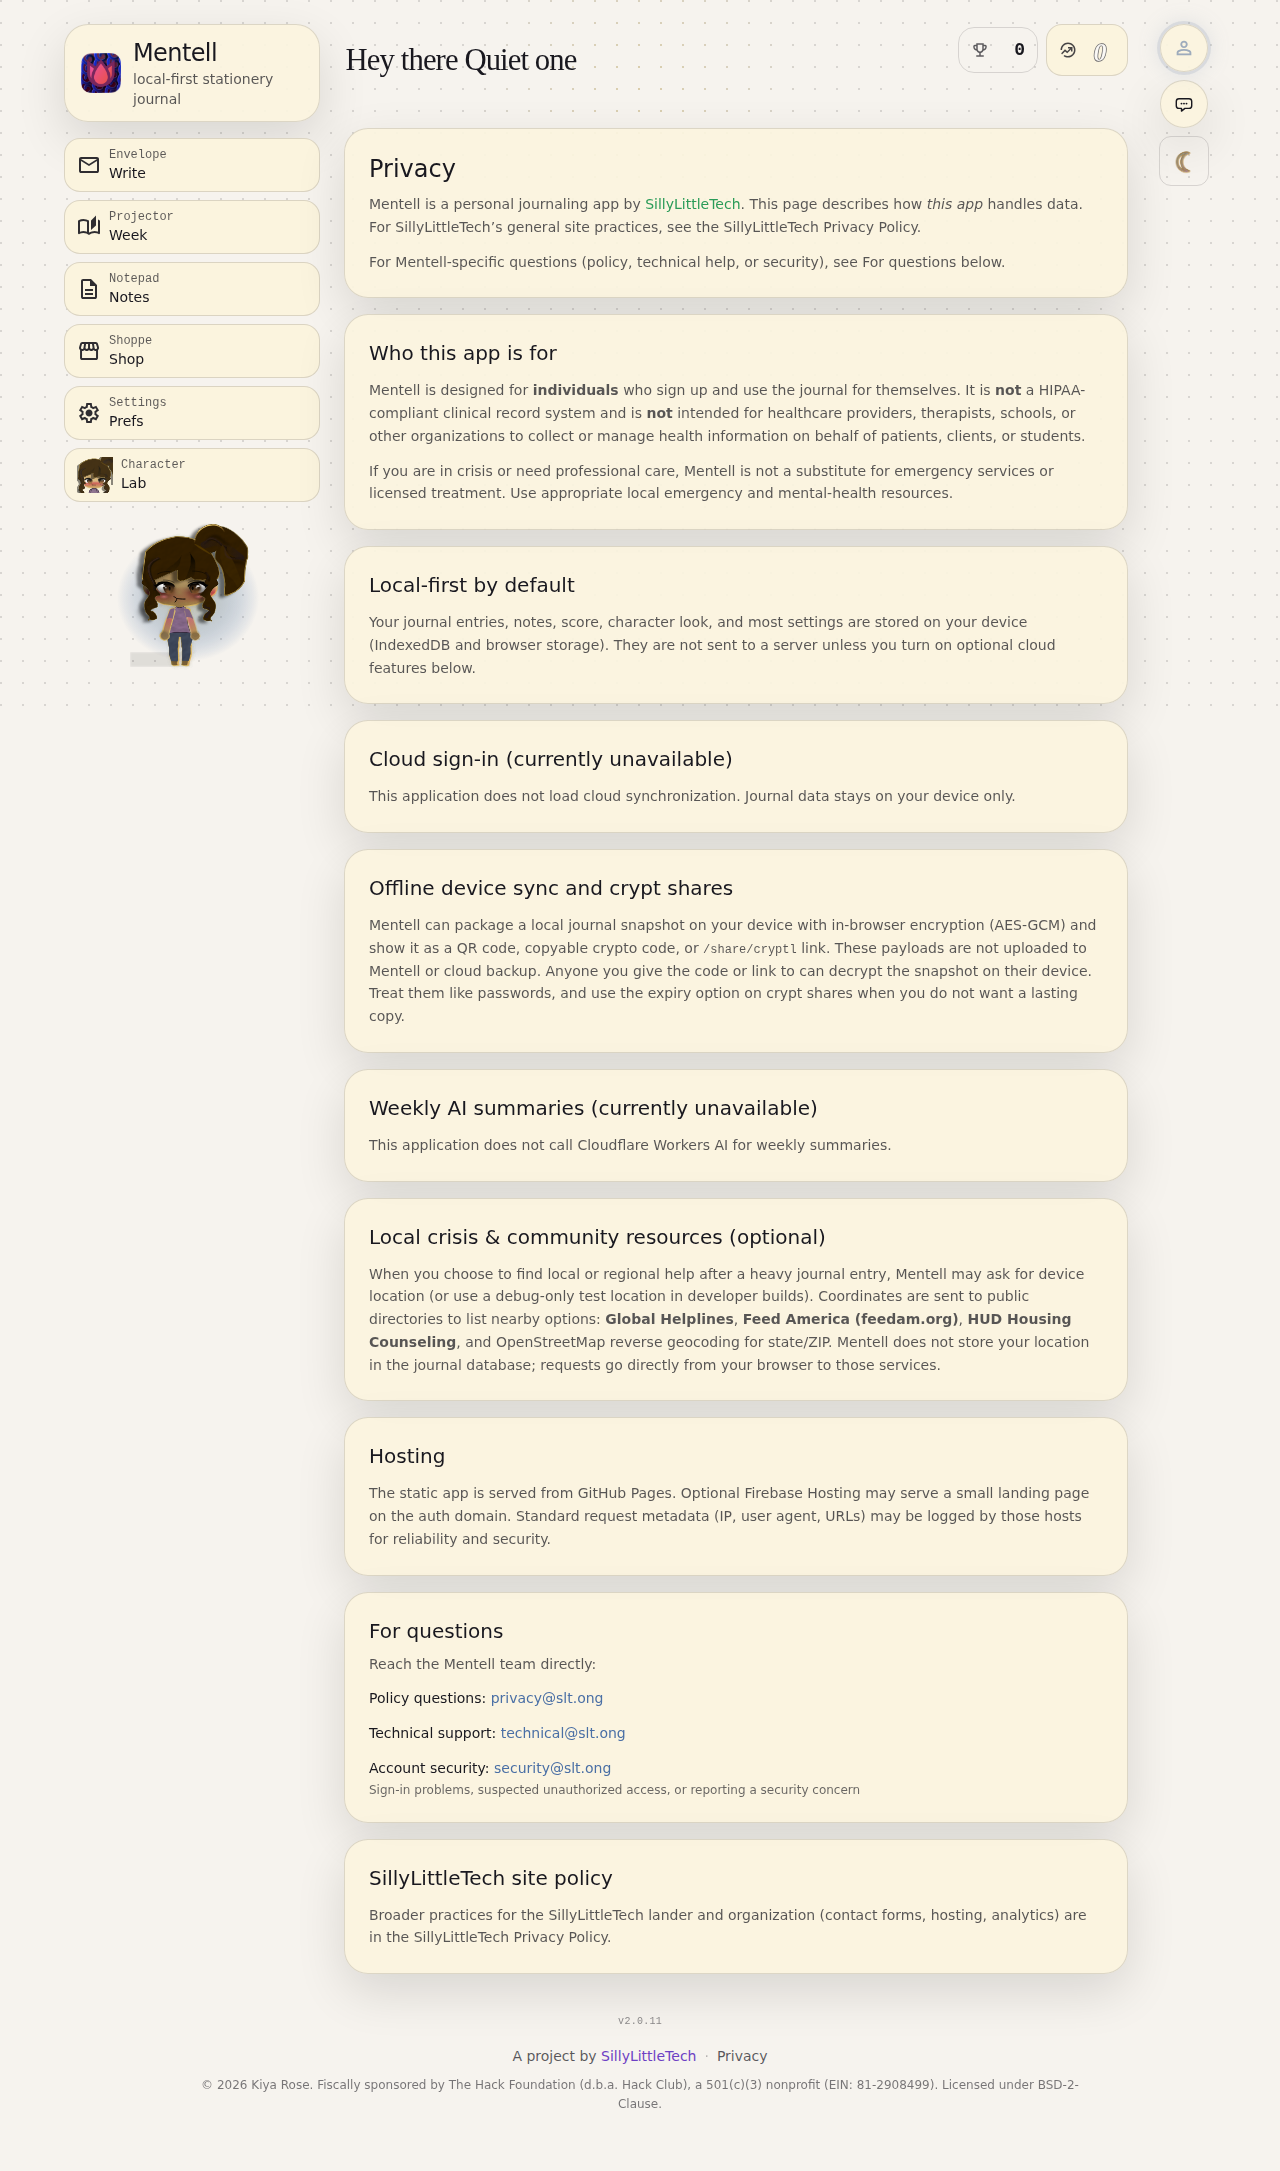 Mentell
local-first stationery
journal
Hey there Quiet one
0
0
Envelope
Write
Projector
Week
Notepad
Notes
Shoppe
Shop
Settings
Prefs
Character
Lab
Privacy
Mentell is a personal journaling app by SillyLittleTech. This page describes how this app handles data.
For SillyLittleTech’s general site practices, see the SillyLittleTech Privacy Policy.
For Mentell-specific questions (policy, technical help, or security), see For questions below.
Who this app is for
Mentell is designed for individuals who sign up and use the journal for themselves. It is not a HIPAA-
compliant clinical record system and is not intended for healthcare providers, therapists, schools, or
other organizations to collect or manage health information on behalf of patients, clients, or students.
If you are in crisis or need professional care, Mentell is not a substitute for emergency services or
licensed treatment. Use appropriate local emergency and mental-health resources.
Local-first by default
Your journal entries, notes, score, character look, and most settings are stored on your device
(IndexedDB and browser storage). They are not sent to a server unless you turn on optional cloud
features below.
Cloud sign-in (currently unavailable)
This application does not load cloud synchronization. Journal data stays on your device only.
Offline device sync and crypt shares
Mentell can package a local journal snapshot on your device with in-browser encryption (AES-GCM) and
show it as a QR code, copyable crypto code, or /share/cryptl link. These payloads are not uploaded to
Mentell or cloud backup. Anyone you give the code or link to can decrypt the snapshot on their device.
Treat them like passwords, and use the expiry option on crypt shares when you do not want a lasting
copy.
Weekly AI summaries (currently unavailable)
This application does not call Cloudflare Workers AI for weekly summaries.
Local crisis & community resources (optional)
When you choose to find local or regional help after a heavy journal entry, Mentell may ask for device
location (or use a debug-only test location in developer builds). Coordinates are sent to public
directories to list nearby options: Global Helplines, Feed America (feedam.org), HUD Housing
Counseling, and OpenStreetMap reverse geocoding for state/ZIP. Mentell does not store your location
in the journal database; requests go directly from your browser to those services.
Hosting
The static app is served from GitHub Pages. Optional Firebase Hosting may serve a small landing page
on the auth domain. Standard request metadata (IP, user agent, URLs) may be logged by those hosts
for reliability and security.
For questions
Reach the Mentell team directly:
Policy questions: privacy@slt.ong
Technical support: technical@slt.ong
Account security: security@slt.ong
Sign-in problems, suspected unauthorized access, or reporting a security concern
SillyLittleTech site policy
Broader practices for the SillyLittleTech lander and organization (contact forms, hosting, analytics) are
in the SillyLittleTech Privacy Policy.
v2.0.11
A project by SillyLittleTech · Privacy
© 2026 Kiya Rose. Fiscally sponsored by The Hack Foundation (d.b.a. Hack Club), a 501(c)(3) nonprofit (EIN: 81-2908499). Licensed under BSD-2-
Clause.